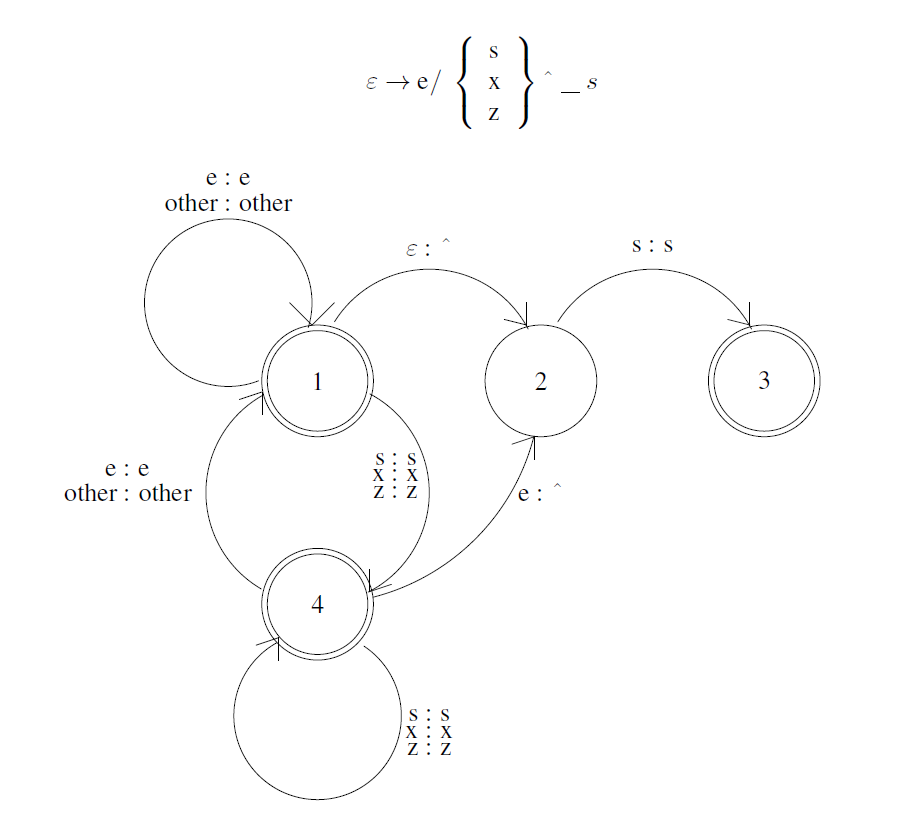 s
ε → e/ { x } ^ _ s
z
e : e
other : other
ε : ^
s : s
1
2
3
s : s
x : x
z : z
e : e
other : other
e : ^
4
s : s
x : x
z : z